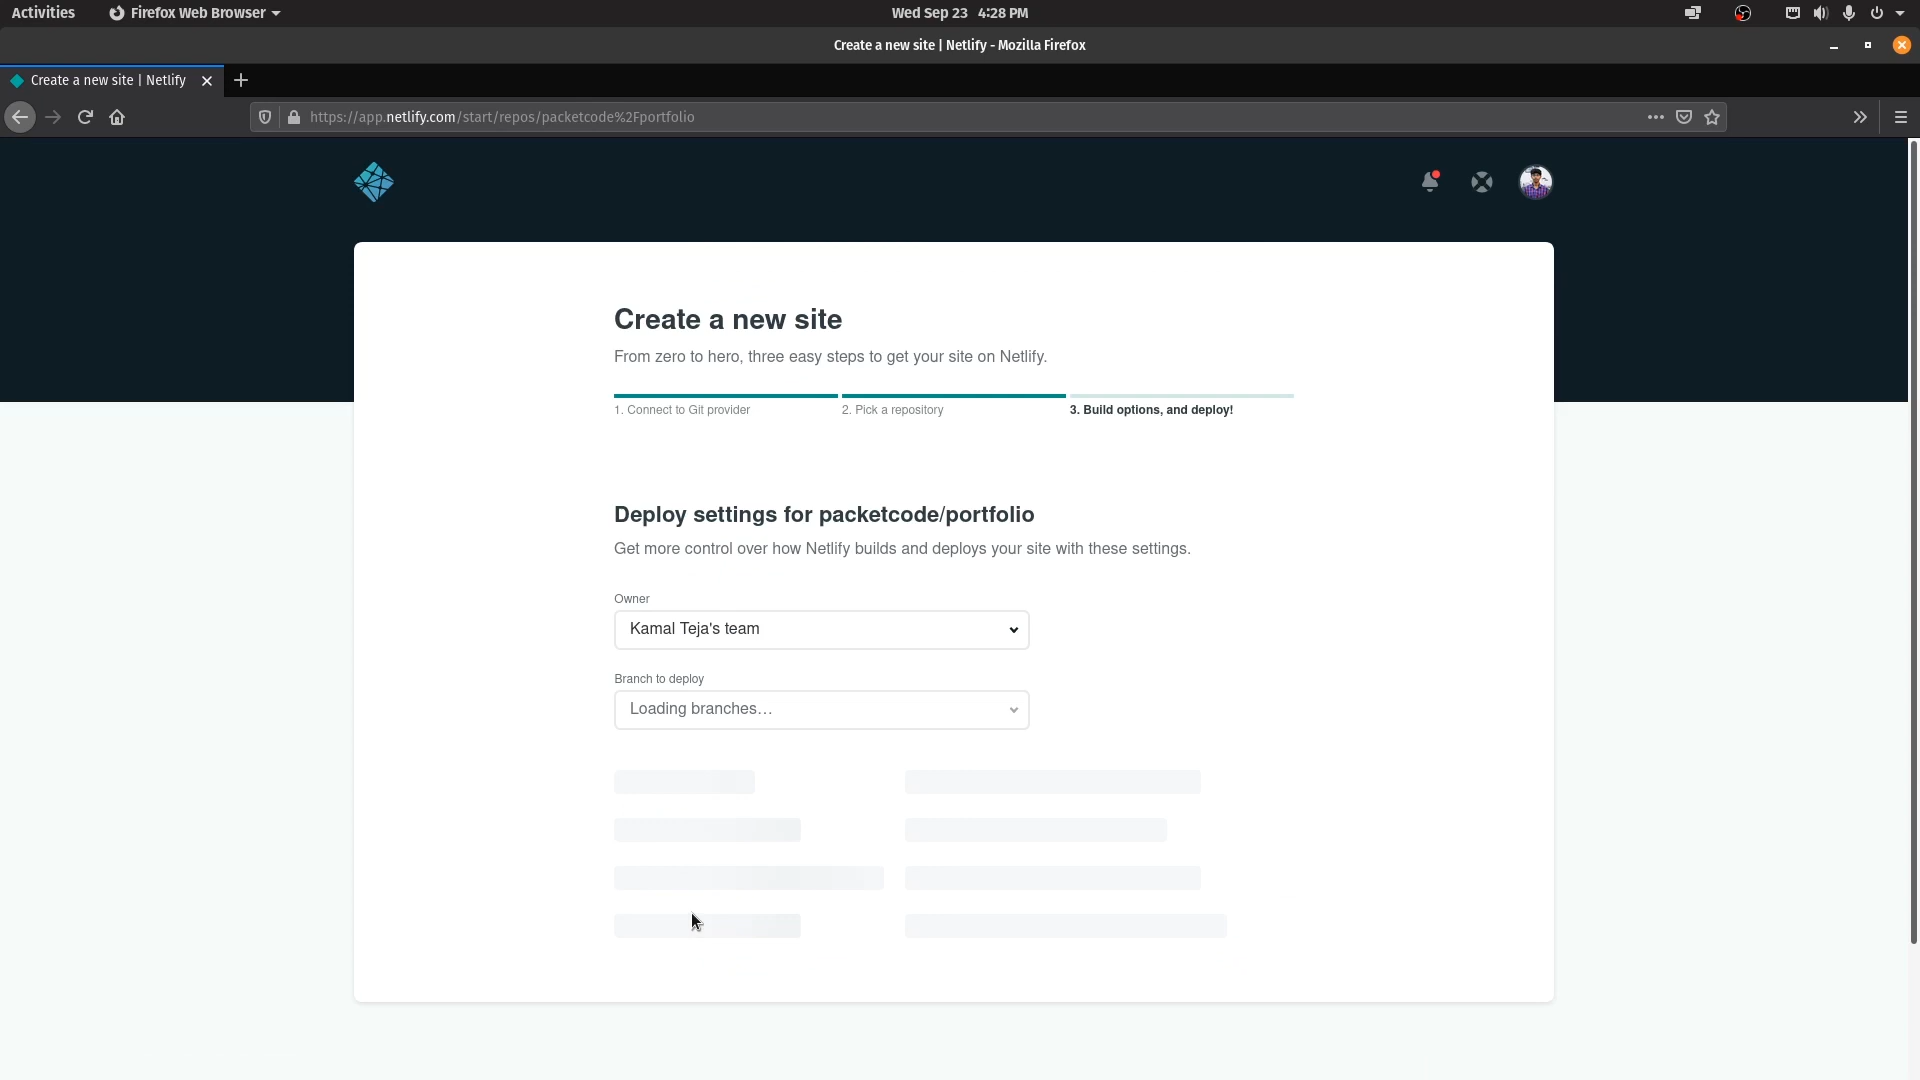 Activities
Firefox Web Browser
Wed Sep 23 4:28 PM
Create a new site | Netlify - Mozilla Firefox
Create a new site | Netlify
https://app.netlify.com/start/repos/packetcode%2Fportfolio
Create a new site
From zero to hero, three easy steps to get your site on Netlify.
1. Connect to Git provider
2. Pick a repository
3. Build options, and deploy!
Deploy settings for packetcode/portfolio
Get more control over how Netlify builds and deploys your site with these settings.
Owner
Kamal Teja's team
Branch to deploy
Loading branches…